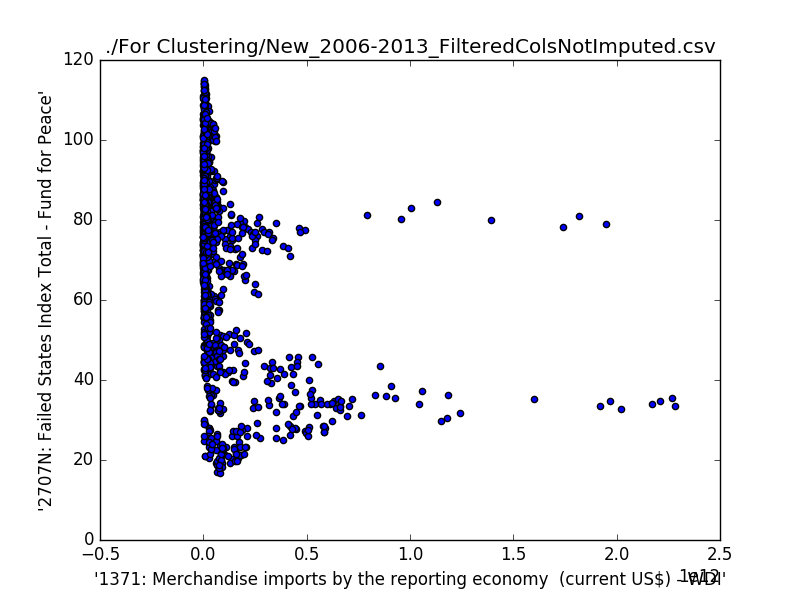 ./For Clustering/New_2006-2013_FilteredColsNotImputed.csv
120
100
80
60
40
20
0
'2707N: Failed States Index Total - Fund for Peace'
−0.5 0.0 0.5 1.0 1.5 2.0 2.5
1e12
'1371: Merchandise imports by the reporting economy  (current US$) - WDI'